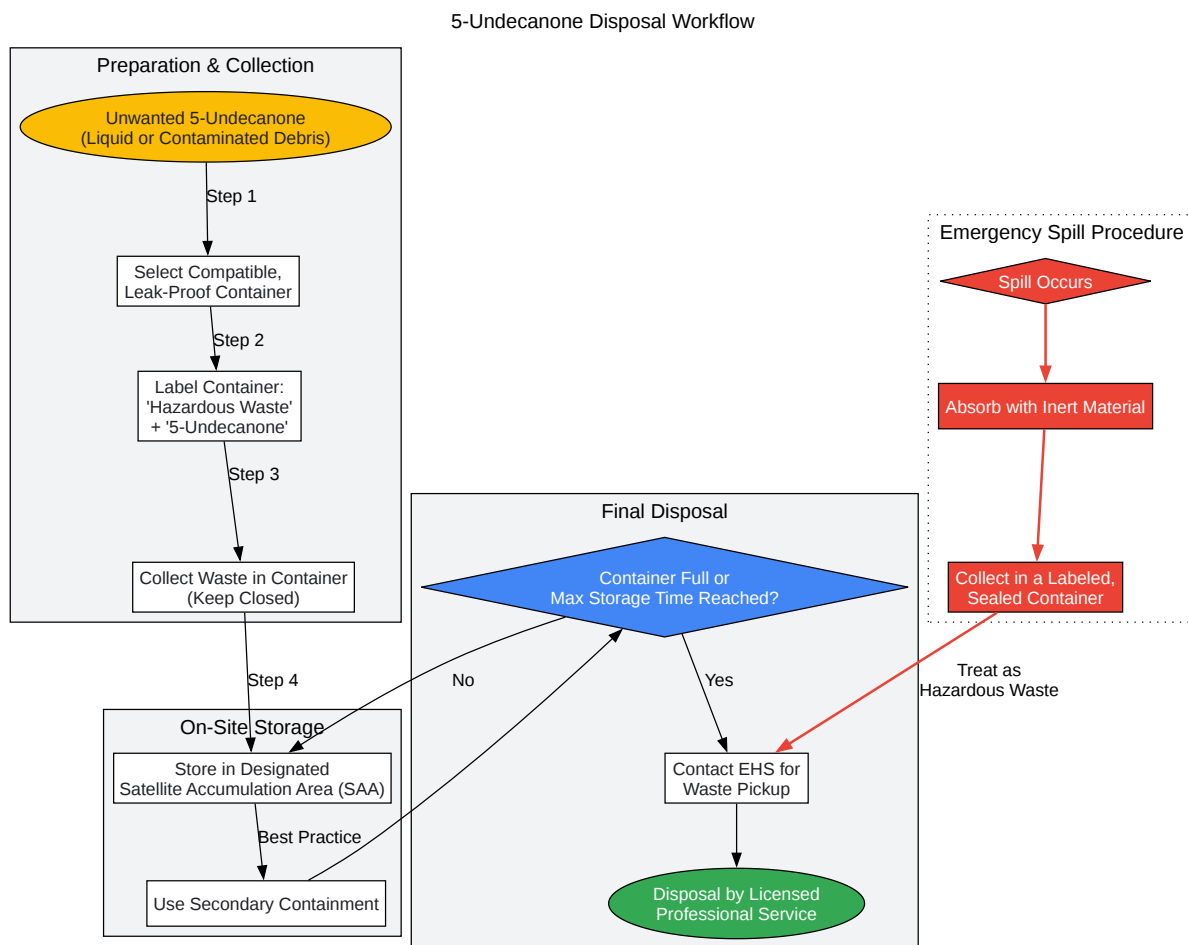 5-Undecanone Disposal Workflow
Preparation & Collection
Unwanted 5-Undecanone
(Liquid or Contaminated Debris)
Step 1
Select Compatible,
Leak-Proof Container
Step 2
Label Container:
'Hazardous Waste'
+ '5-Undecanone'
Step 3
Collect Waste in Container
(Keep Closed)
Step 4
On-Site Storage
Store in Designated
Satellite Accumulation Area (SAA)
Best Practice
Use Secondary Containment
Final Disposal
Container Full or
Max Storage Time Reached?
No
Yes
Contact EHS for
Waste Pickup
Disposal by Licensed
Professional Service
Emergency Spill Procedure
Spill Occurs
Absorb with Inert Material
Collect in a Labeled,
Sealed Container
Treat as
Hazardous Waste